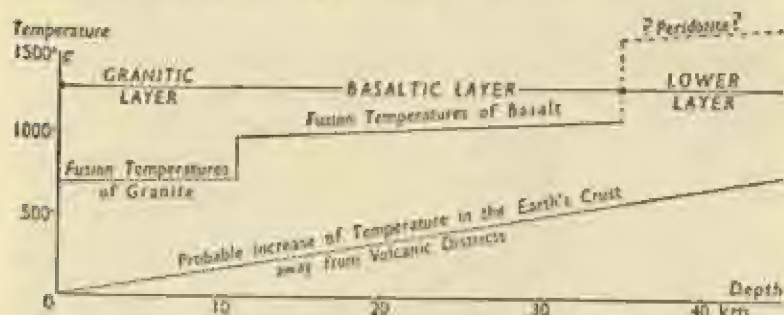 Temperature
1500°C
? Peridotite?
GRANITIC
LAYER
BASALTIC LAYER
LOWER
LAYER
Fusion Temperatures of Basalt
1000
Fusion Temperatures
of Granite
500
Probable Increase of Temperature in the Earth's Crust
away from Volcanic Districts
Depth
0
10
20
30
40 km